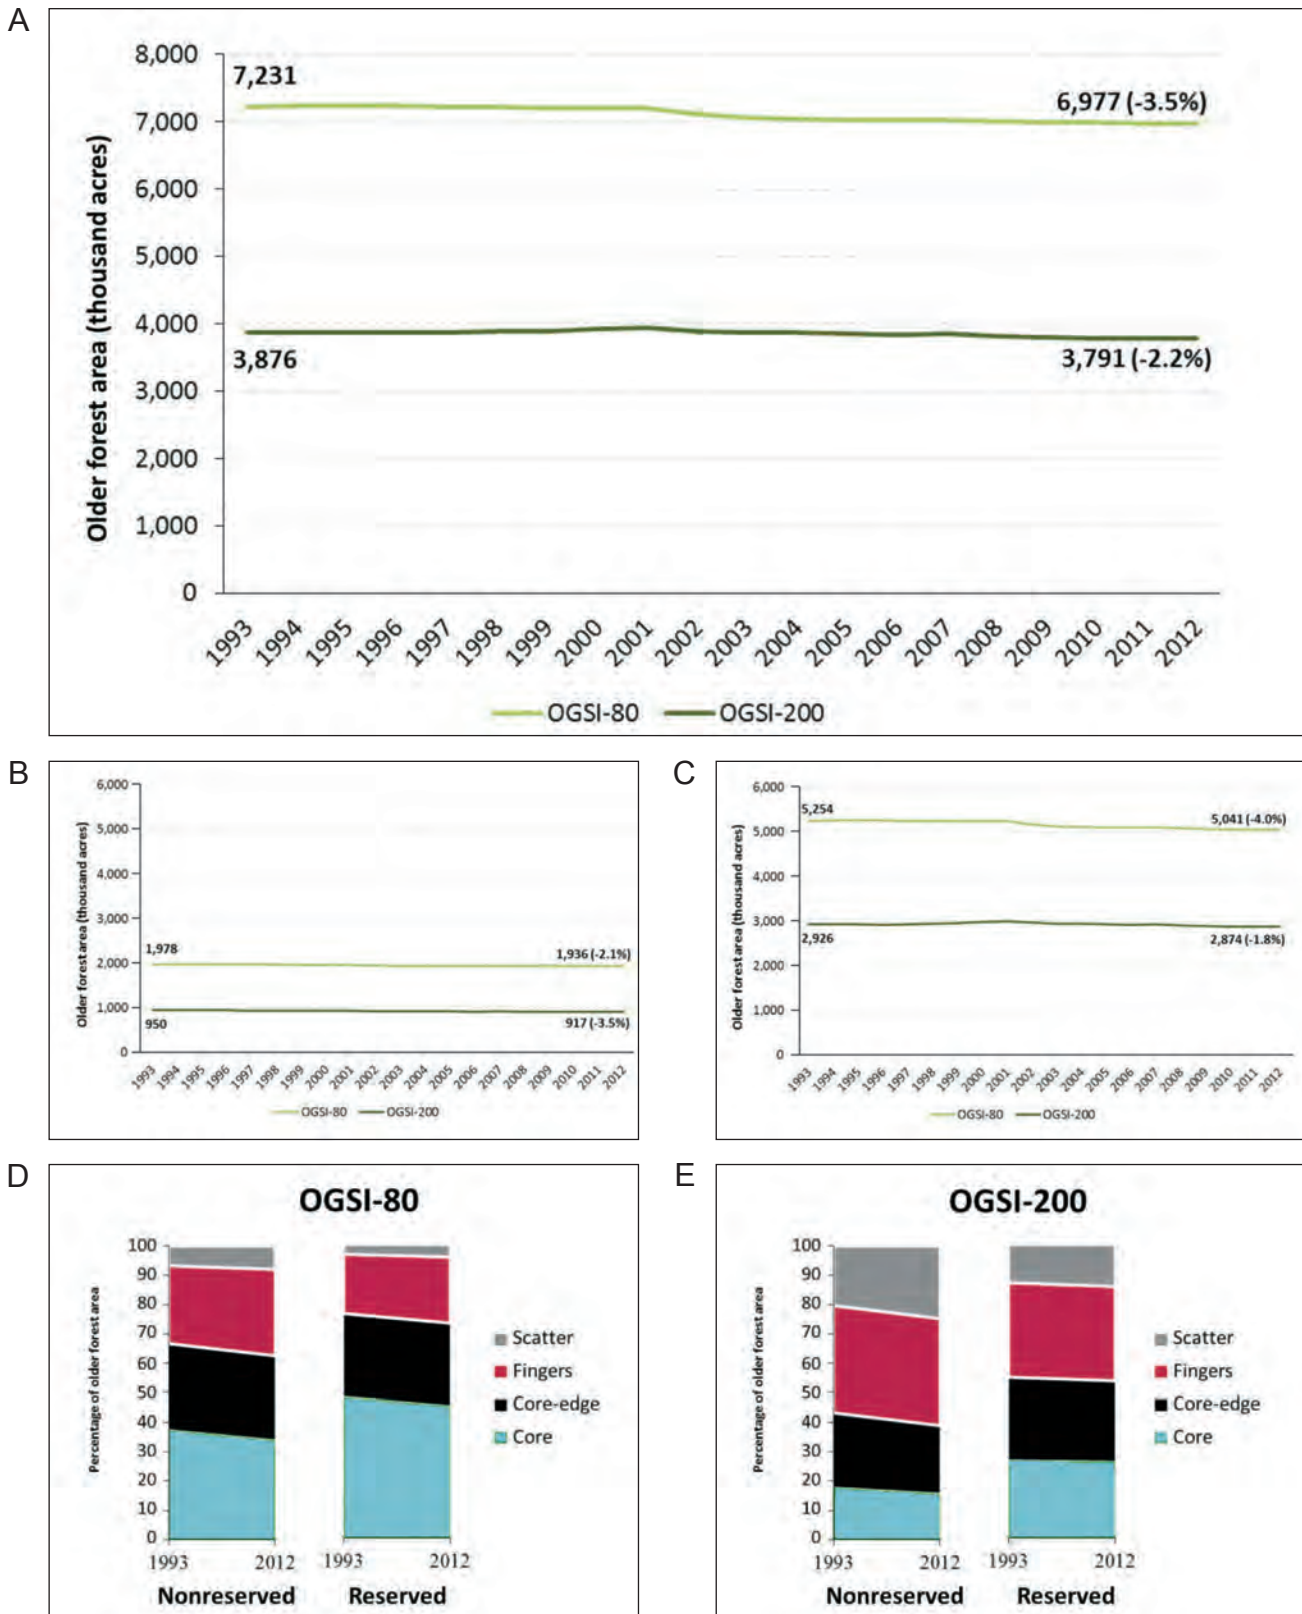 A
8,000
7,000
6,000
5,000
4,000
3,000
2,000
1,000
0
Older forest area (thousand acres)
7,231
6,977 (-3.5%)
3,876
3,791 (-2.2%)
1993 1994 1995 1996 1997 1998 1999 2000 2001 2002 2003 2004 2005 2006 2007 2008 2009 2010 2011 2012
OGSI-80 OGSI-200
B
6,000
5,000
4,000
3,000
2,000
1,000
0
Older forest area (thousand acres)
1,978
1,936 (-2.1%)
950
917 (-3.5%)
1993 1994 1995 1996 1997 1998 1999 2000 2001 2002 2003 2004 2005 2006 2007 2008 2009 2010 2011 2012
OGSI-80 OGSI-200
C
6,000
5,000
4,000
3,000
2,000
1,000
0
Older forest area (thousand acres)
5,254
5,041 (-4.0%)
2,926
2,874 (-1.8%)
1993 1994 1995 1996 1997 1998 1999 2000 2001 2002 2003 2004 2005 2006 2007 2008 2009 2010 2011 2012
OGSI-80 OGSI-200
D
OGSI-80
100
90
80
70
60
50
40
30
20
10
0
Percentage of older forest area
Scatter
Fingers
Core-edge
Core
1993 2012 1993 2012
Nonreserved Reserved
E
OGSI-200
100
90
80
70
60
50
40
30
20
10
0
Percentage of older forest area
Scatter
Fingers
Core-edge
Core
1993 2012 1993 2012
Nonreserved Reserved